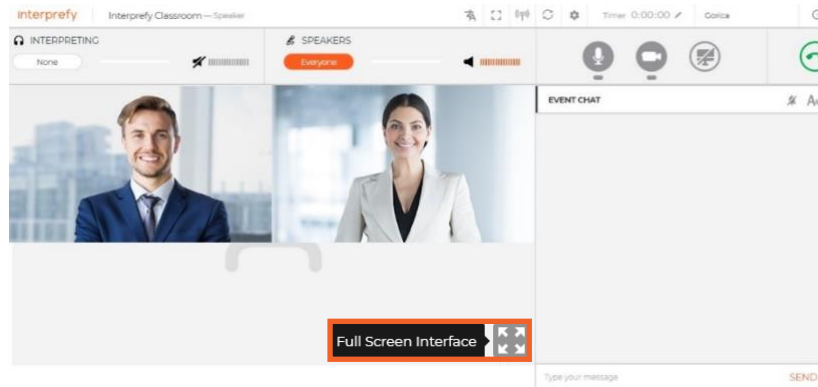 interprefy
Interprefy Classroom — Speaker
Timer 0:00:00
Gorica
INTERPRETING
None
SPEAKERS
Everyone
EVENT CHAT
Full Screen Interface
Type your message
SEND